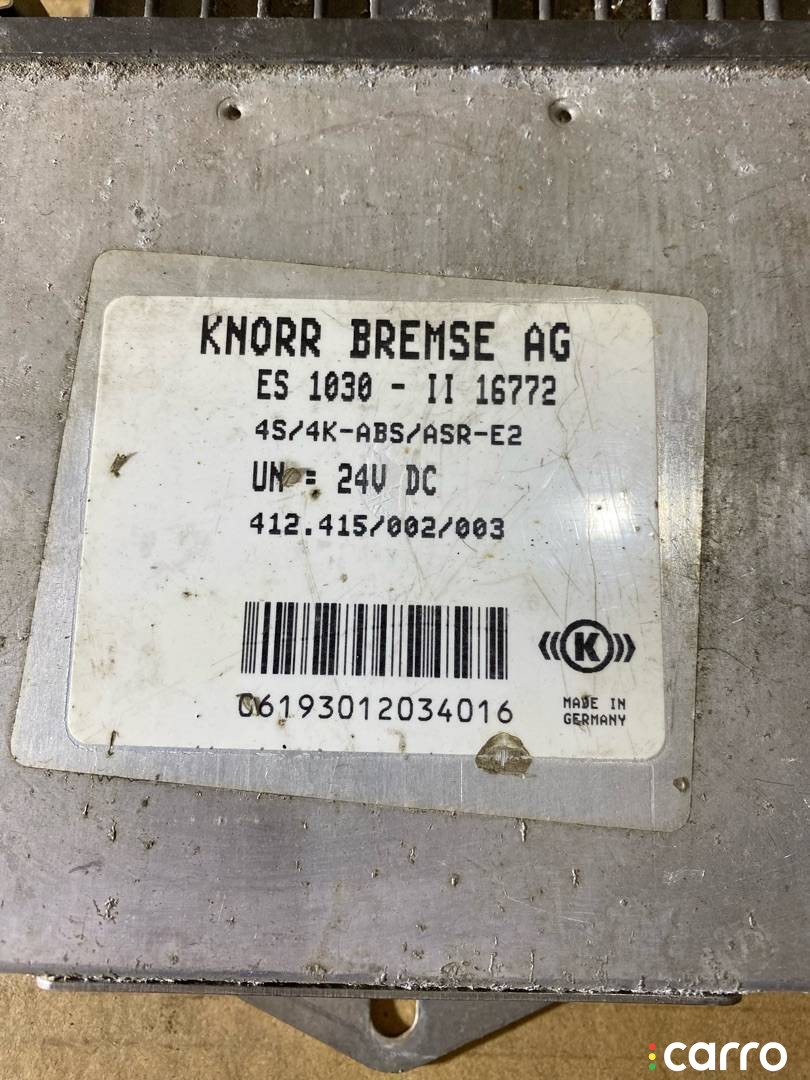 KNORR BREMSE AG
ES 1030 - II 16772
4S/4K-ABS/ASR-E2
UN = 24V DC
412.415/002/003
K
C6193012034016
MADE IN
GERMANY
carro